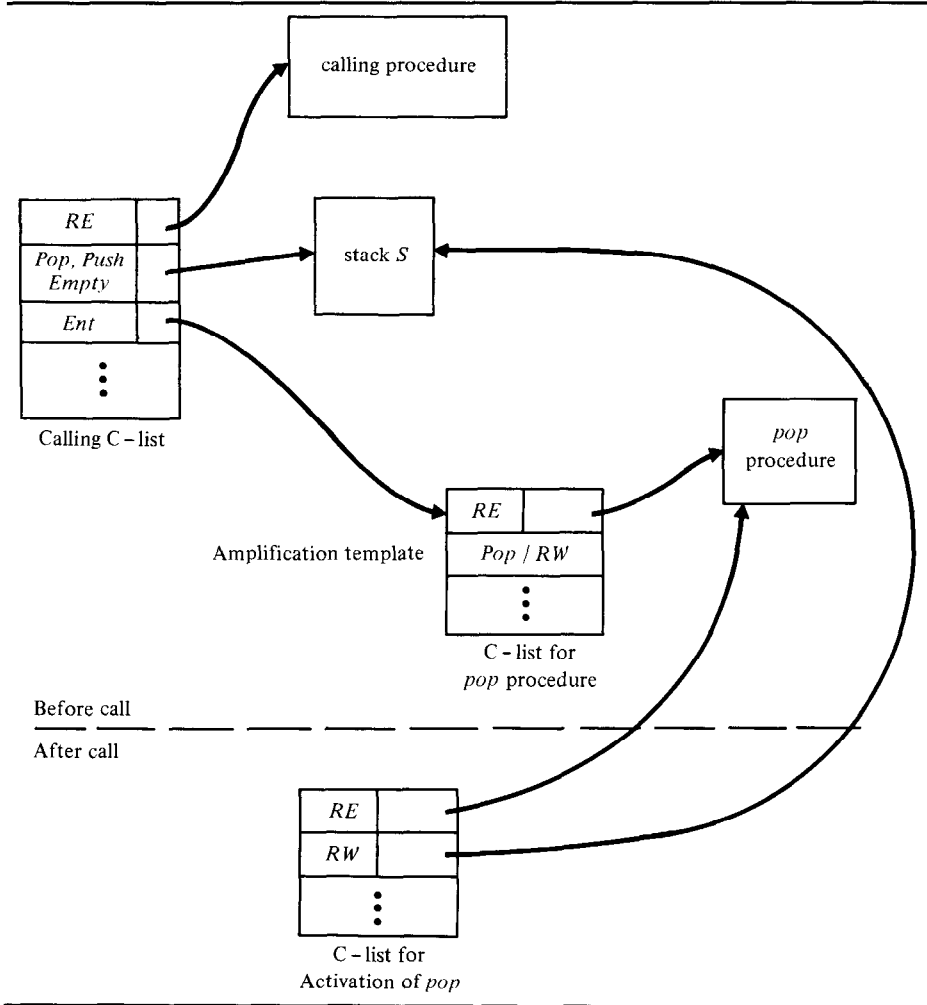 calling procedure
RE
Pop, Push
Empty
Ent
Calling C – list
stack S
pop
procedure
Amplification template
RE
Pop / RW
C – list for
pop procedure
Before call
After call
RE
RW
C – list for
Activation of pop